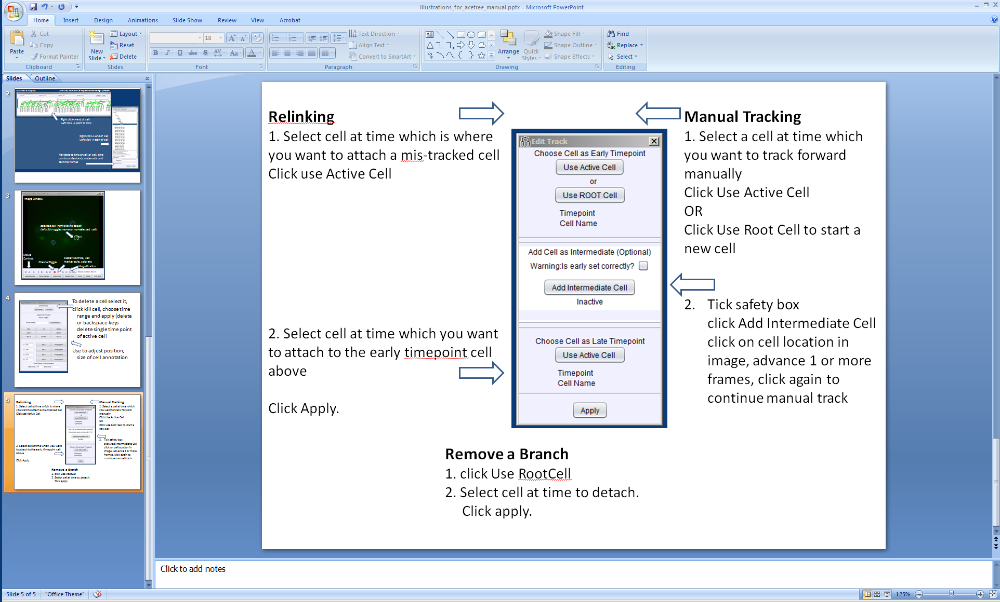 illustrations_for_acetree_manual.pptx - Microsoft PowerPoint
Home Insert Design Animations Slide Show Review View Acrobat
Paste
Cut
Copy
Format Painter
Clipboard
New Slide
Layout
Reset
Delete
Slides
18
Font
Text Direction
Align Text
Convert to SmartArt
Paragraph
Arrange
Quick Styles
Shape Fill
Shape Outline
Shape Effects
Drawing
Find
Replace
Select
Editing
Slides Outline
2
Right click-> end of cell
Left click -> point of click
Right click-> end of cell
Left click -> start of cell
Navigate to time or cell or cell, time
combo understands systematic and
terminal names
3
Image Window
selected cell (right click to select)
(left click toggles name on non-selected cell)
Movie
Controls
Channel Toggle
Display Controls, cell
marker style, color etc
Magnification
4
To delete a cell select it,
click kill cell, choose time
range and apply (delete
or backspace keys
delete single time point
of active cell
Use to adjust position,
size of cell annotation
5
Relinking
1. Select cell at time which is where
you want to attach a mis-tracked cell
Click use Active Cell
2. Select cell at time which you want
to attach to the early timepoint cell
above
Click Apply.
Manual Tracking
1. Select a cell at time which
you want to track forward
manually
Click Use Active Cell
OR
Click Use Root Cell to start a
new cell
2. Tick safety box
click Add Intermediate Cell
click on cell location in
image, advance 1 or more
frames, click again to
continue manual track
Remove a Branch
1. click Use RootCell
2. Select cell at time to detach.
Click apply.
Relinking
1. Select cell at time which is where
you want to attach a mis-tracked cell
Click use Active Cell
2. Select cell at time which you want
to attach to the early timepoint cell
above
Click Apply.
Edit Track
Choose Cell as Early Timepoint
Use Active Cell
or
Use ROOT Cell
Timepoint
Cell Name
Add Cell as Intermediate (Optional)
Warning:Is early set correctly?
Add Intermediate Cell
Inactive
Choose Cell as Late Timepoint
Use Active Cell
Timepoint
Cell Name
Apply
Manual Tracking
1. Select a cell at time which
you want to track forward
manually
Click Use Active Cell
OR
Click Use Root Cell to start a
new cell
2. Tick safety box
click Add Intermediate Cell
click on cell location in
image, advance 1 or more
frames, click again to
continue manual track
Remove a Branch
1. click Use RootCell
2. Select cell at time to detach.
Click apply.
Click to add notes
Slide 5 of 5 "Office Theme" 125%